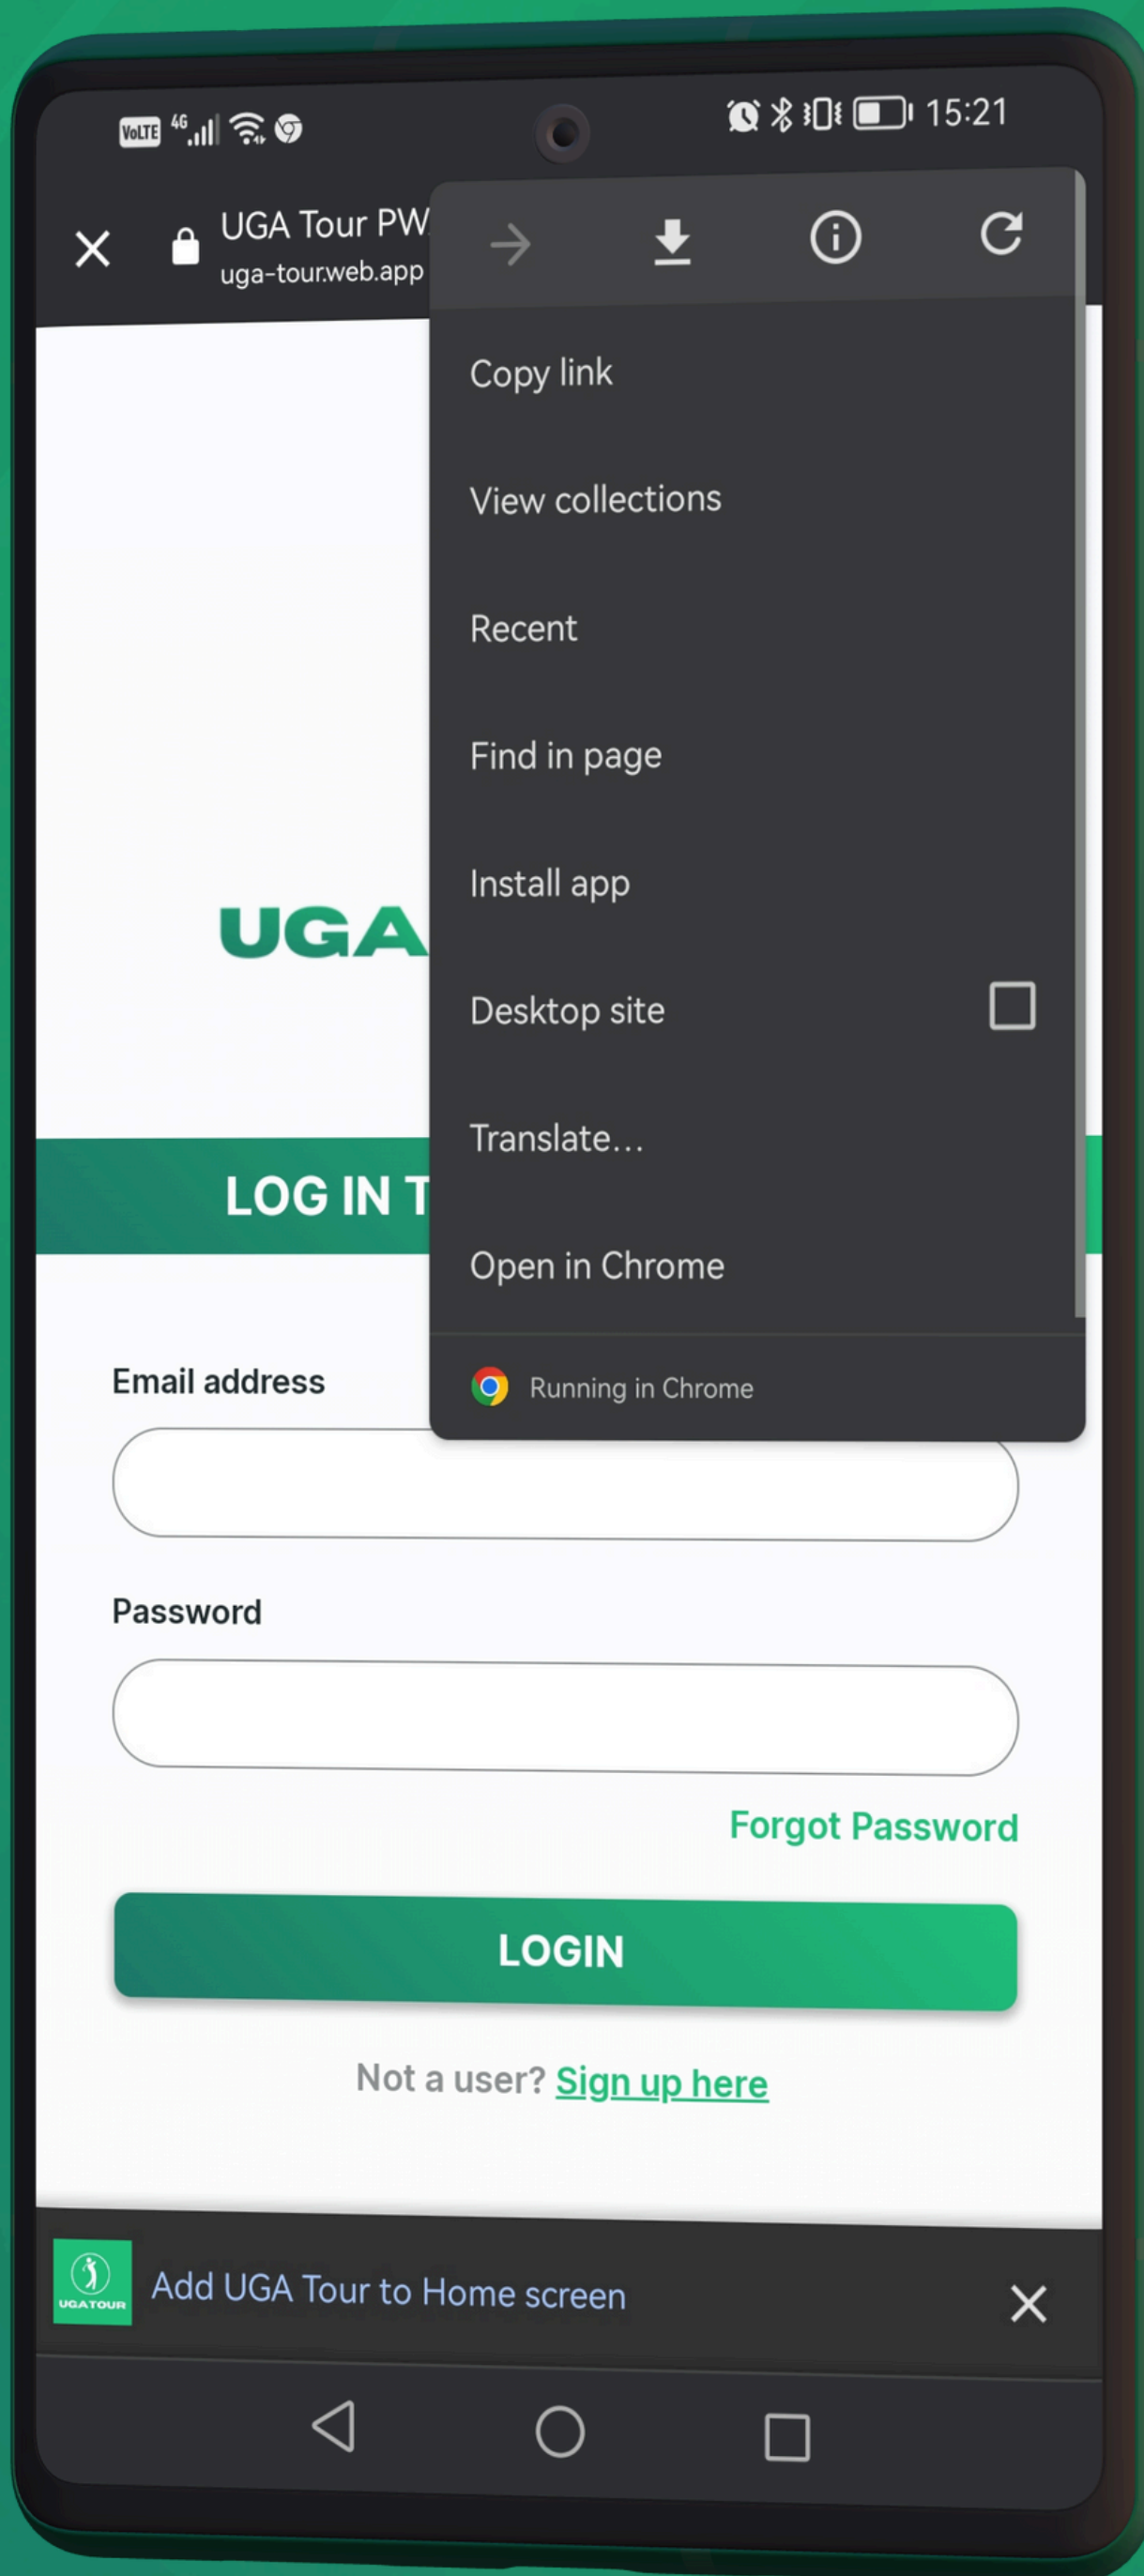 VoLTE 4G 15:21
UGA Tour PW
uga-tour.web.app
Copy link
View collections
Recent
Find in page
Install app
UGA
Desktop site
Translate...
LOG IN T
Open in Chrome
Running in Chrome
Email address
Password
Forgot Password
LOGIN
Not a user? Sign up here
UGATOUR
Add UGA Tour to Home screen